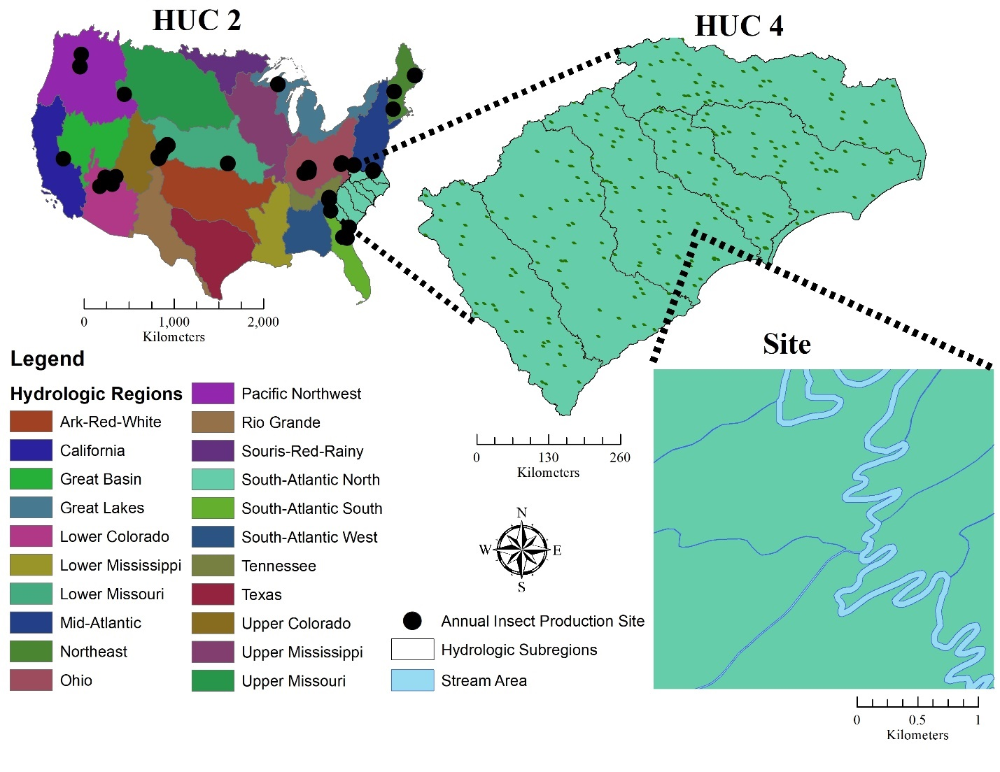 HUC 2
HUC 4
0 1,000 2,000
Kilometers
Legend
Hydrologic Regions
Ark-Red-White
California
Great Basin
Great Lakes
Lower Colorado
Lower Mississippi
Lower Missouri
Mid-Atlantic
Northeast
Ohio
Pacific Northwest
Rio Grande
Souris-Red-Rainy
South-Atlantic North
South-Atlantic South
South-Atlantic West
Tennessee
Texas
Upper Colorado
Upper Mississippi
Upper Missouri
Annual Insect Production Site
Hydrologic Subregions
Stream Area
0 130 260
Kilometers
N
W E
S
Site
0 0.5 1
Kilometers